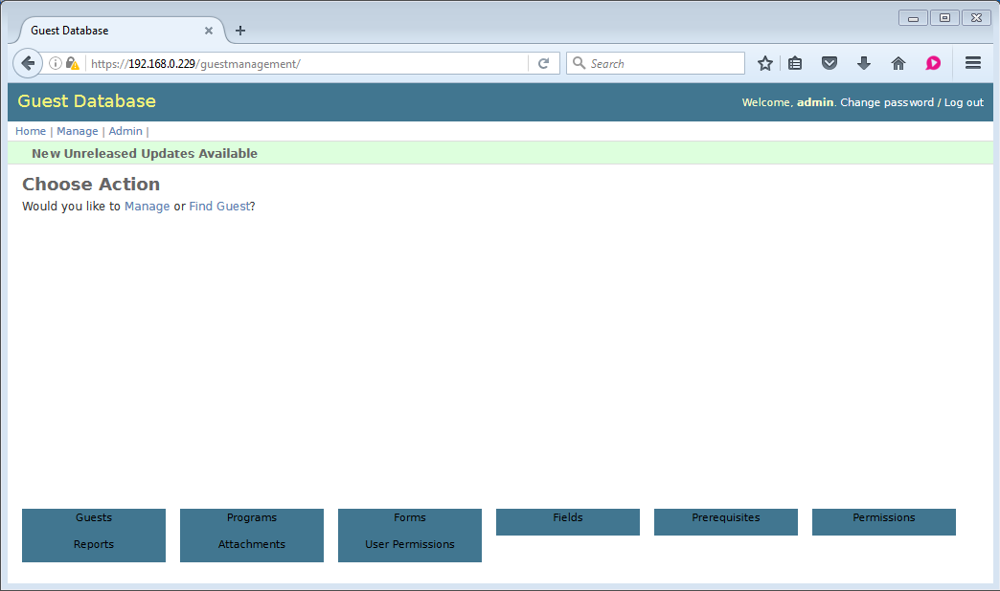 Guest Database
https://192.168.0.229/guestmanagement/
Search
Guest Database
Welcome, admin. Change password / Log out
Home | Manage | Admin |
New Unreleased Updates Available
Choose Action
Would you like to Manage or Find Guest?
Guests Programs Forms Fields Prerequisites Permissions
Reports Attachments User Permissions